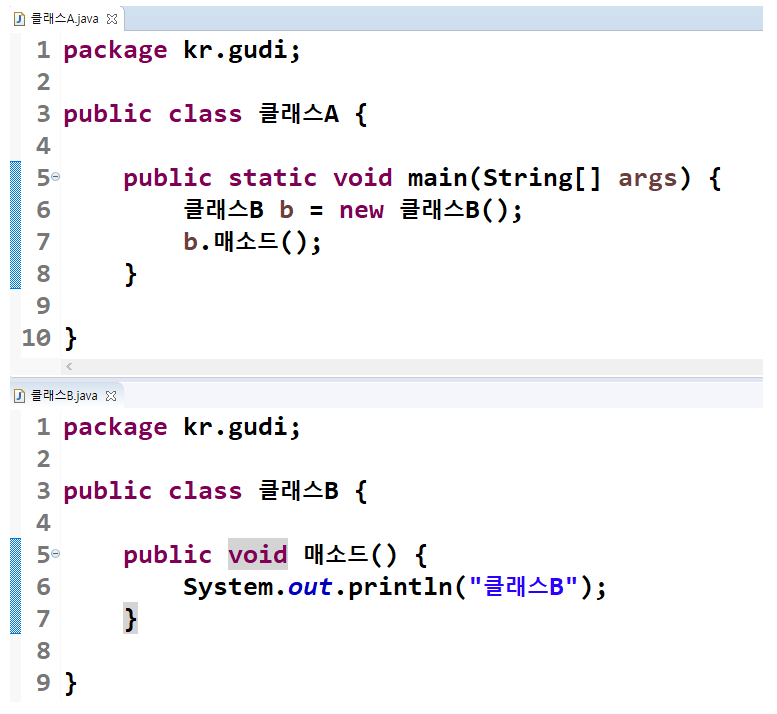 클래스A.java
1 package kr.gudi;
2
3 public class 클래스A {
4
5 public static void main(String[] args) {
6 클래스B b = new 클래스B();
7 b.매소드();
8 }
9
10 }
클래스B.java
1 package kr.gudi;
2
3 public class 클래스B {
4
5 public void 매소드() {
6 System.out.println("클래스B");
7 }
8
9 }